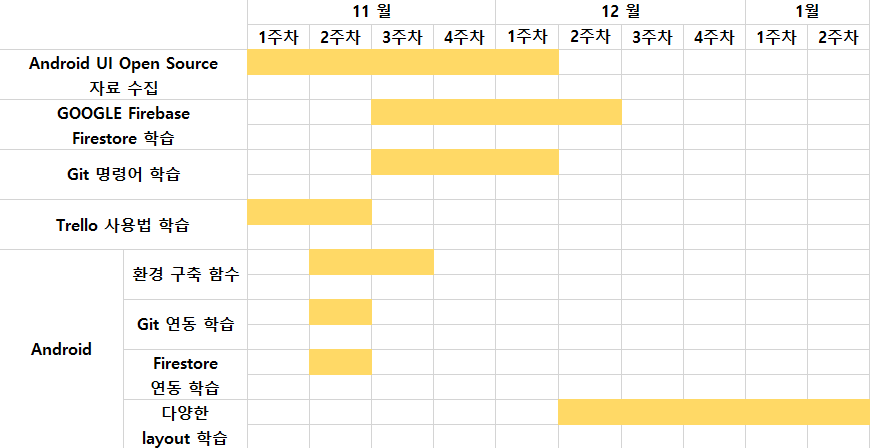 11 월 12 월 1월
1주차 2주차 3주차 4주차 1주차 2주차 3주차 4주차 1주차 2주차
Android UI Open Source
자료 수집
GOOGLE Firebase
Firestore 학습
Git 명령어 학습
Trello 사용법 학습
Android
환경 구축 함수
Git 연동 학습
Firestore
연동 학습
다양한
layout 학습